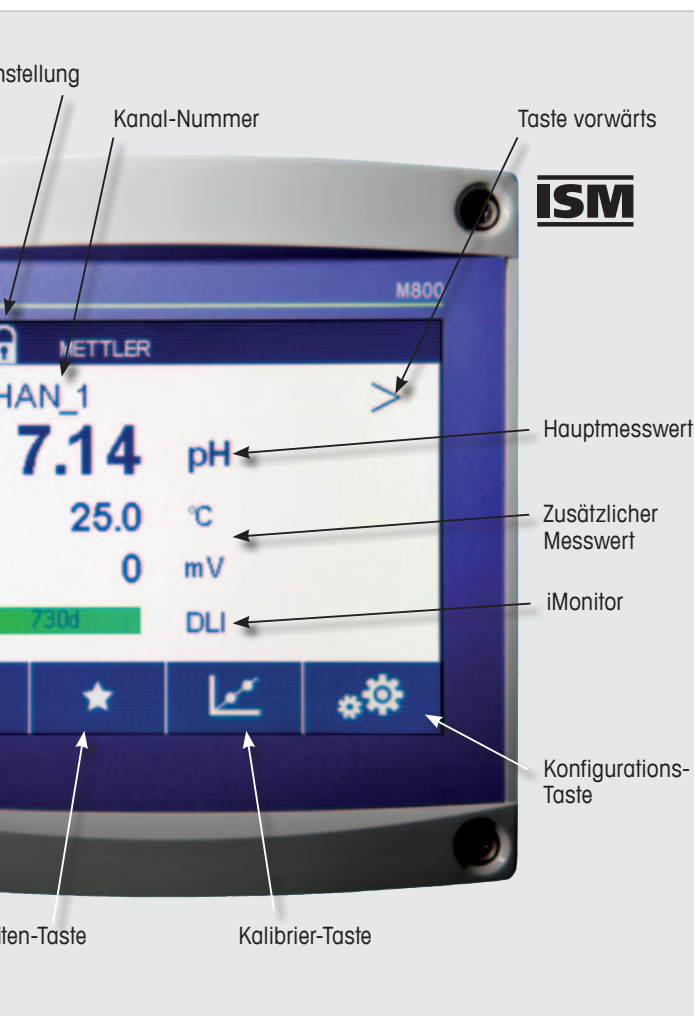 nstellung
Kanal-Nummer
Taste vorwärts
ISM
M800
METTLER
HAN_1
>
7.14 pH
Hauptmesswert
25.0 °C
Zusätzlicher
Messwert
0 mV
iMonitor
730d DLI
Konfigurations-
Taste
iten-Taste
Kalibrier-Taste